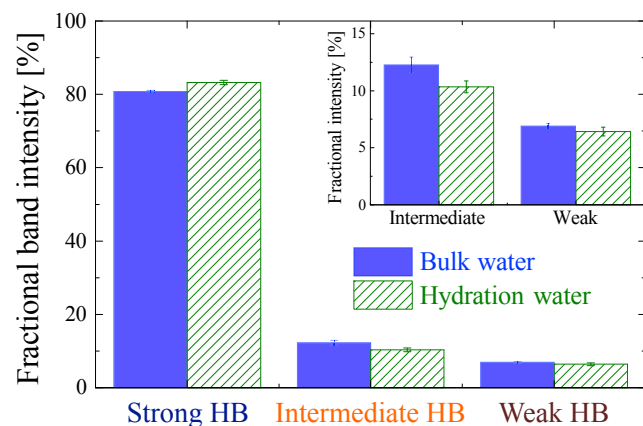 Fractional band intensity [%]
100
80
60
40
20
0
Strong HB Intermediate HB Weak HB
Fractional intensity [%]
15
10
5
0
Intermediate Weak
Bulk water
Hydration water